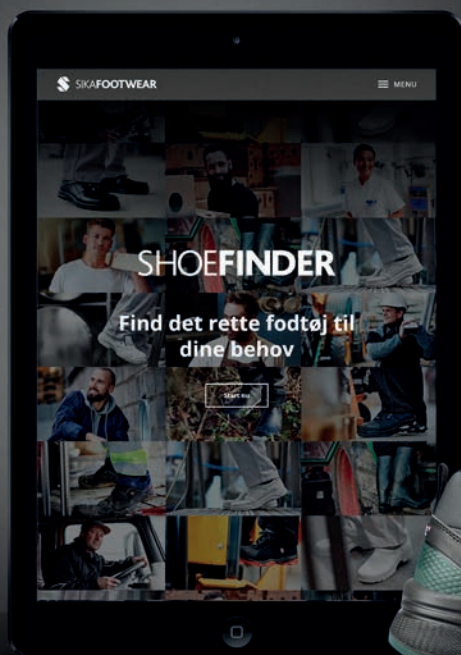 SIKAFOOTWEAR
MENU
SHOEFINDER
Find det rette fodtøj til
dine behov
Start nu